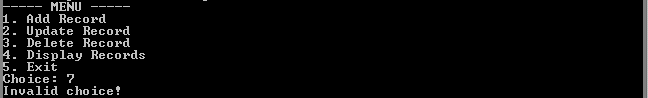 ----- MENU -----
1. Add Record
2. Update Record
3. Delete Record
4. Display Records
5. Exit
Choice: 7
Invalid choice!